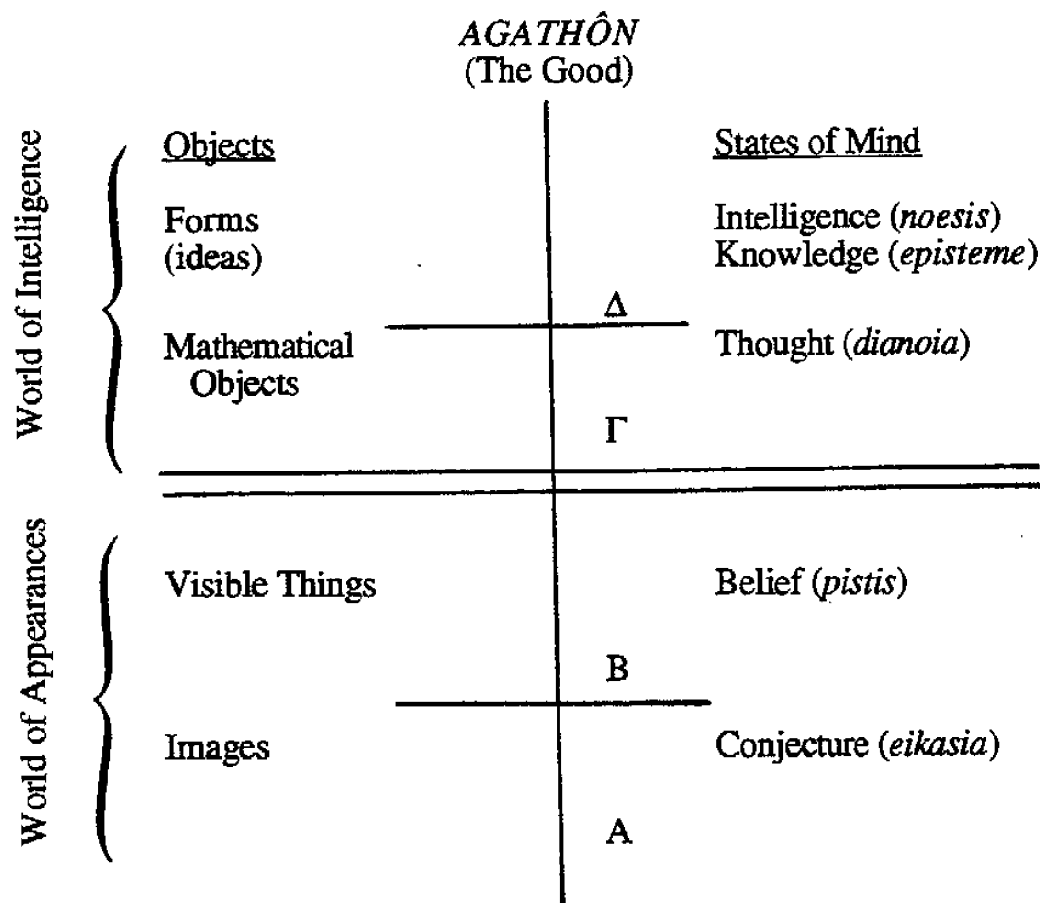 AGATHÔN
(The Good)
World of Intelligence
Objects
States of Mind
Forms
(ideas)
Intelligence (noesis)
Knowledge (episteme)
Δ
Mathematical
Objects
Thought (dianoia)
Γ
World of Appearances
Visible Things
Belief (pistis)
B
Images
Conjecture (eikasia)
A